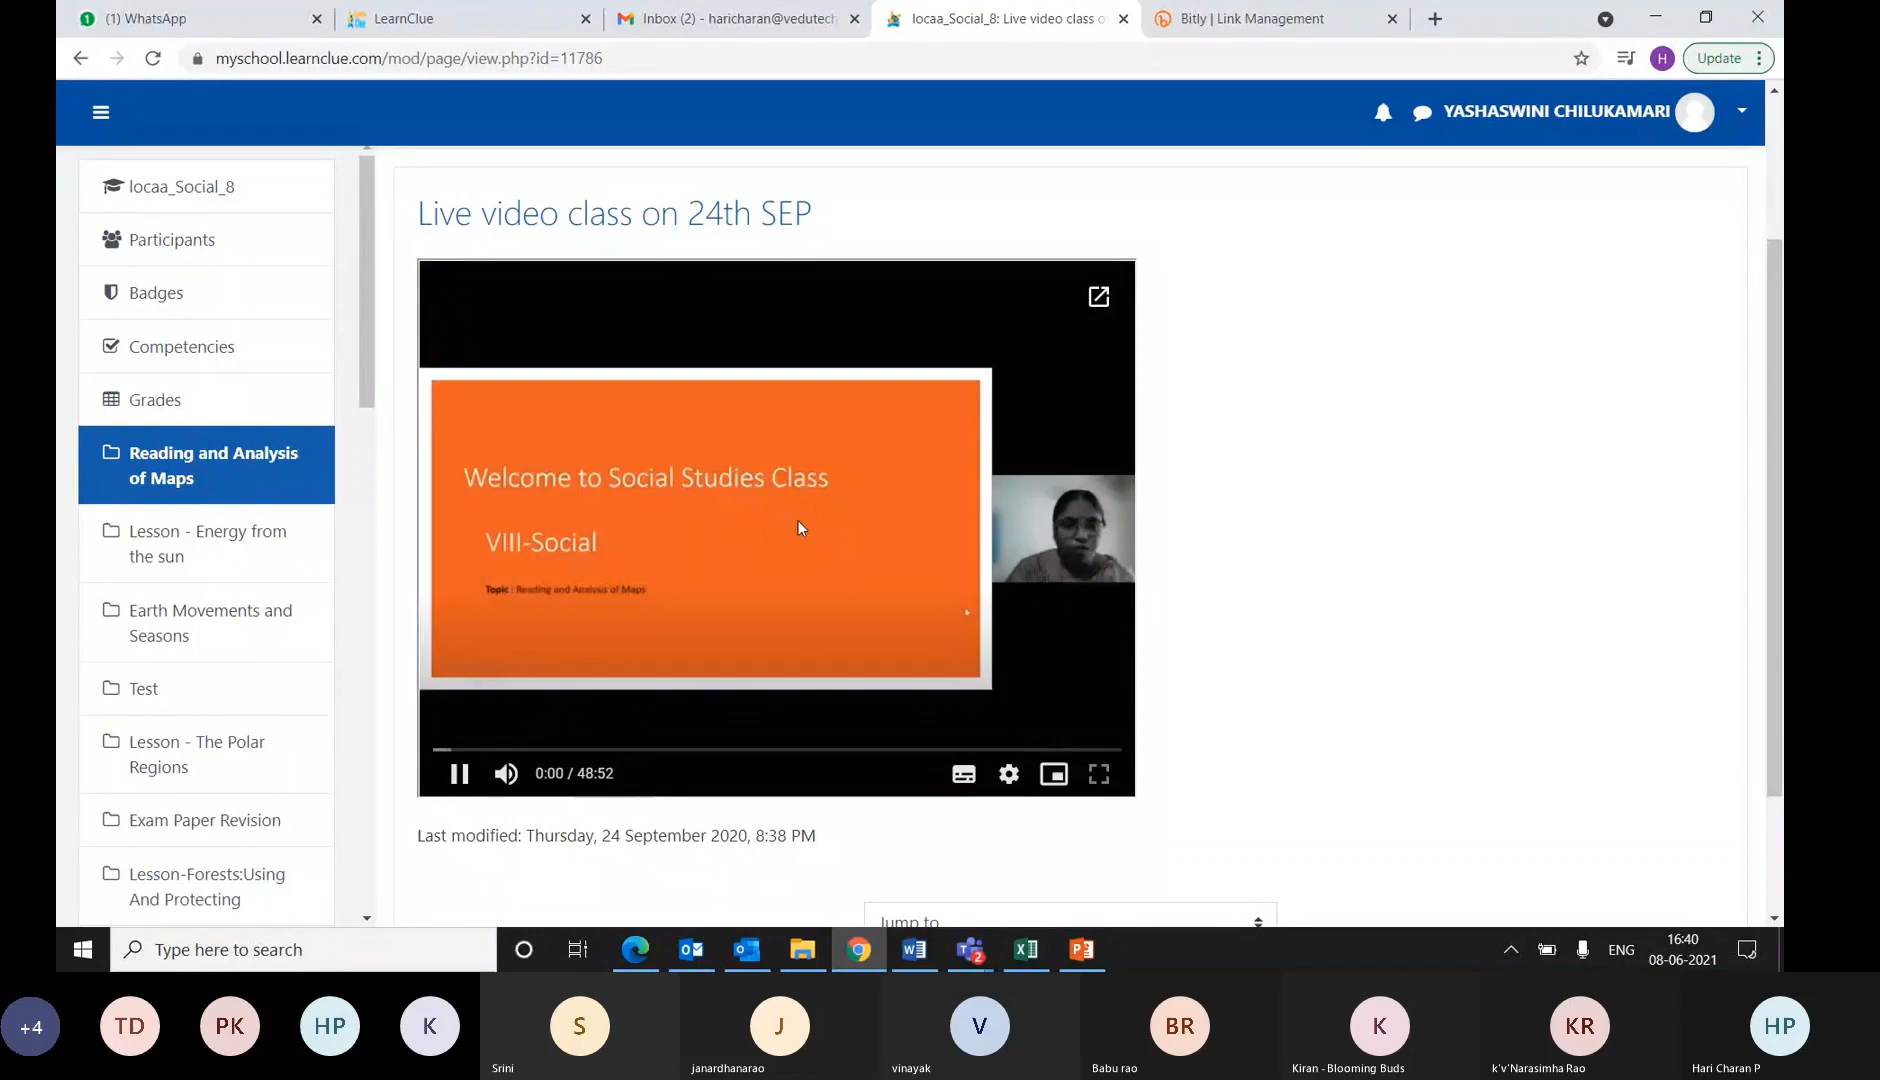 (1) WhatsApp
LearnClue
Inbox (2) - haricharan@vedutech
locaa_Social_8: Live video class o
Bitly | Link Management
myschool.learnclue.com/mod/page/view.php?id=11786
H
Update
YASHASWINI CHILUKAMARI
locaa_Social_8
Participants
Badges
Competencies
Grades
Reading and Analysis
of Maps
Lesson - Energy from
the sun
Earth Movements and
Seasons
Test
Lesson - The Polar
Regions
Exam Paper Revision
Lesson-Forests:Using
And Protecting
Live video class on 24th SEP
Welcome to Social Studies Class
VIII-Social
Topic : Reading and Analysis of Maps
0:00 / 48:52
Last modified: Thursday, 24 September 2020, 8:38 PM
Jump to
Type here to search
2
ENG
16:40
08-06-2021
+4
TD
PK
HP
K
S
J
V
BR
K
KR
HP
Srini
janardhanarao
vinayak
Babu rao
Kiran - Blooming Buds
k'v'Narasimha Rao
Hari Charan P